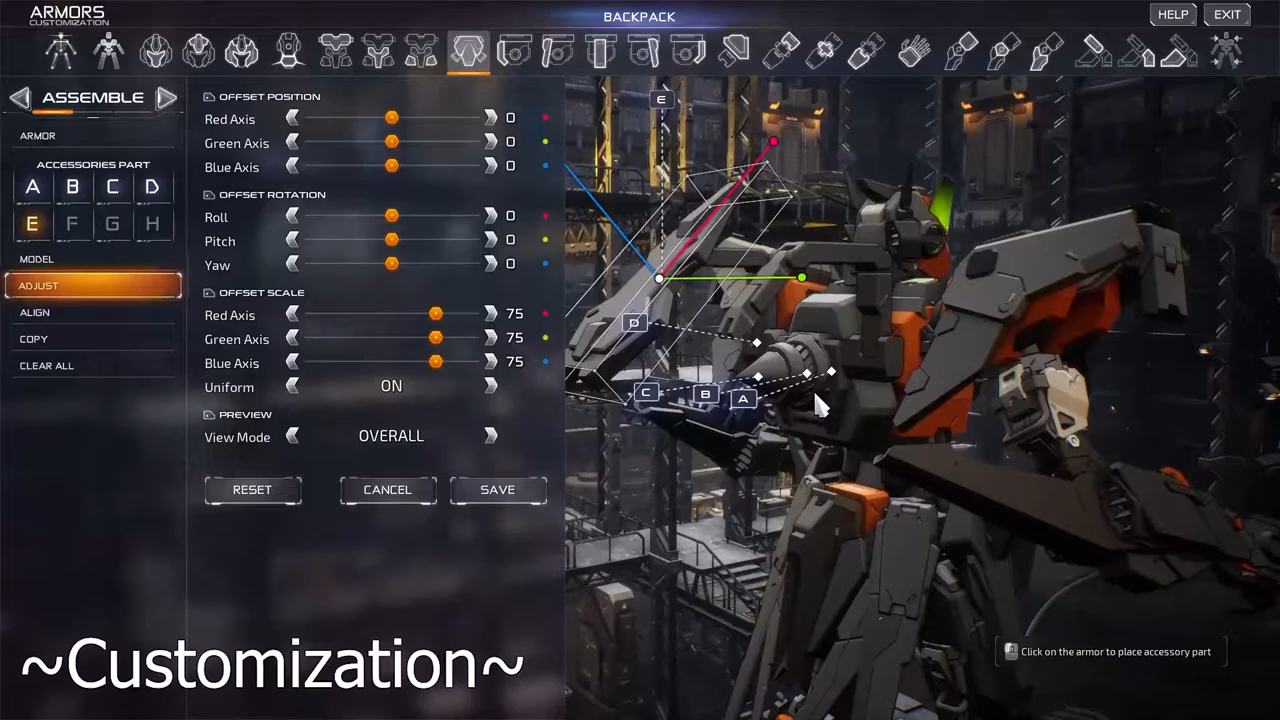 ARMORS
CUSTOMIZATION
BACKPACK
HELP
EXIT
ASSEMBLE
ARMOR
ACCESSORIES PART
A B C D
E F G H
MODEL
ADJUST
ALIGN
COPY
CLEAR ALL
OFFSET POSITION
Red Axis 0
Green Axis 0
Blue Axis 0
OFFSET ROTATION
Roll 0
Pitch 0
Yaw 0
OFFSET SCALE
Red Axis 75
Green Axis 75
Blue Axis 75
Uniform ON
PREVIEW
View Mode OVERALL
RESET
CANCEL
SAVE
E
D
C
B
A
Click on the armor to place accessory part
~Customization~